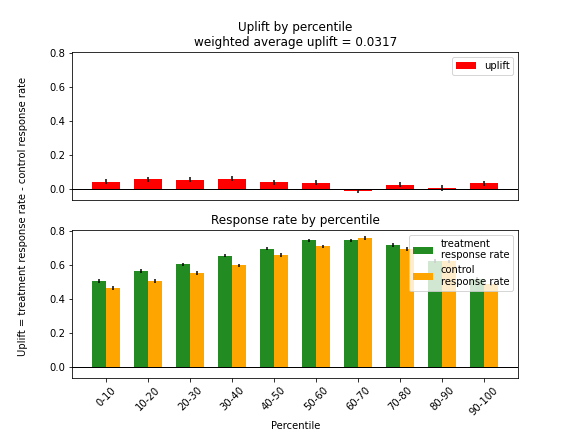 Uplift by percentile
weighted average uplift = 0.0317
0.8
0.6
0.4
0.2
0.0
uplift
Uplift = treatment response rate - control response rate
Response rate by percentile
0.8
0.6
0.4
0.2
0.0
treatment
response rate
control
response rate
0-10
10-20
20-30
30-40
40-50
50-60
60-70
70-80
80-90
90-100
Percentile